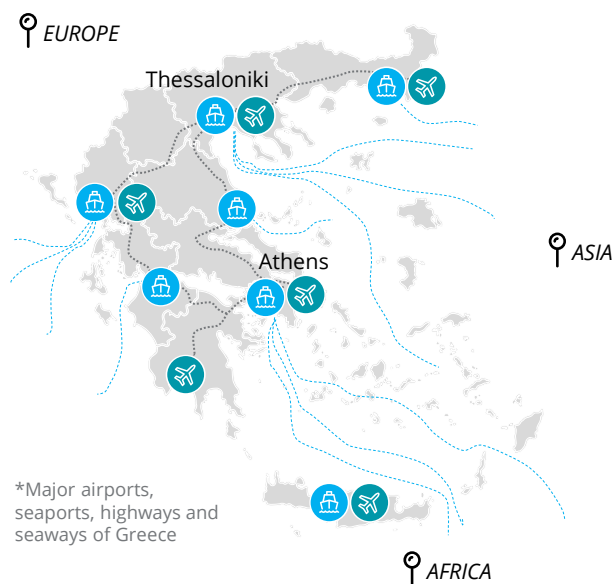 EUROPE
Thessaloniki
ASIA
Athens
*Major airports,
seaports, highways and
seaways of Greece
AFRICA